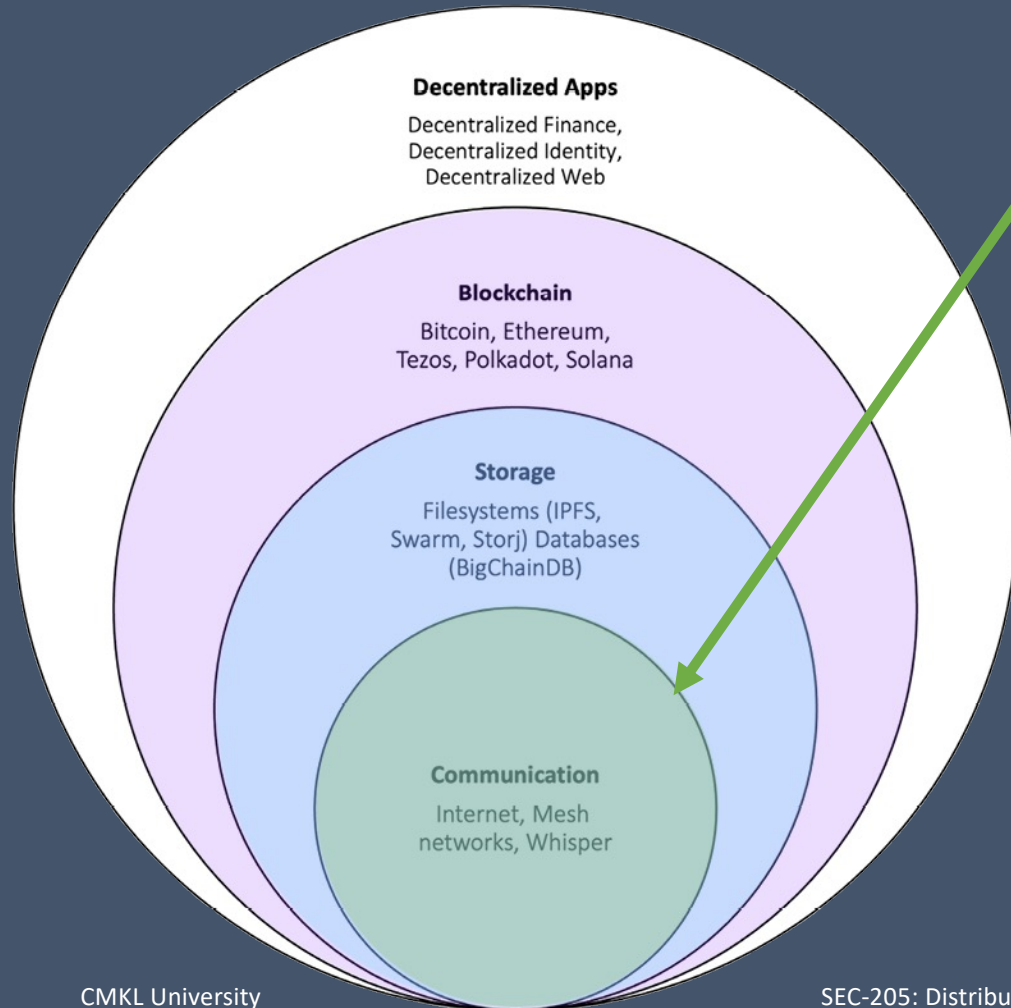 Decentralized Apps
Decentralized Finance,
Decentralized Identity,
Decentralized Web
Blockchain
Bitcoin, Ethereum,
Tezos, Polkadot, Solana
Storage
Filesystems (IPFS,
Swarm, Storj) Databases
(BigChainDB)
Communication
Internet, Mesh
networks, Whisper
CMKL University
SEC-205: Distribu